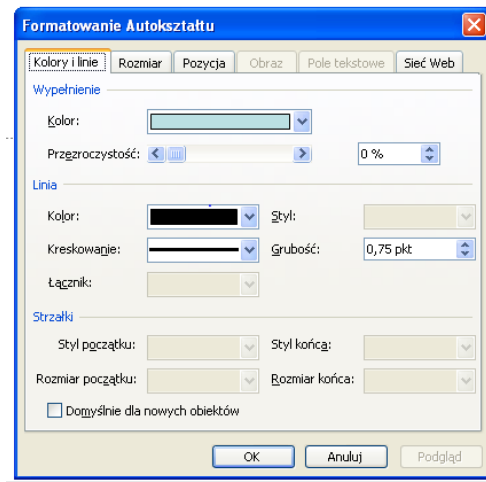 Formatowanie Autokształtu
Kolory i linie Rozmiar Pozycja Obraz Pole tekstowe Sieć Web
Wypełnienie
Kolor:
Przezroczystość: 0 %
Linia
Kolor: Styl:
Kreskowanie: Grubość: 0,75 pkt
Łącznik:
Strzałki
Styl początku: Styl końca:
Rozmiar początku: Rozmiar końca:
Domyślnie dla nowych obiektów
OK Anuluj Podgląd